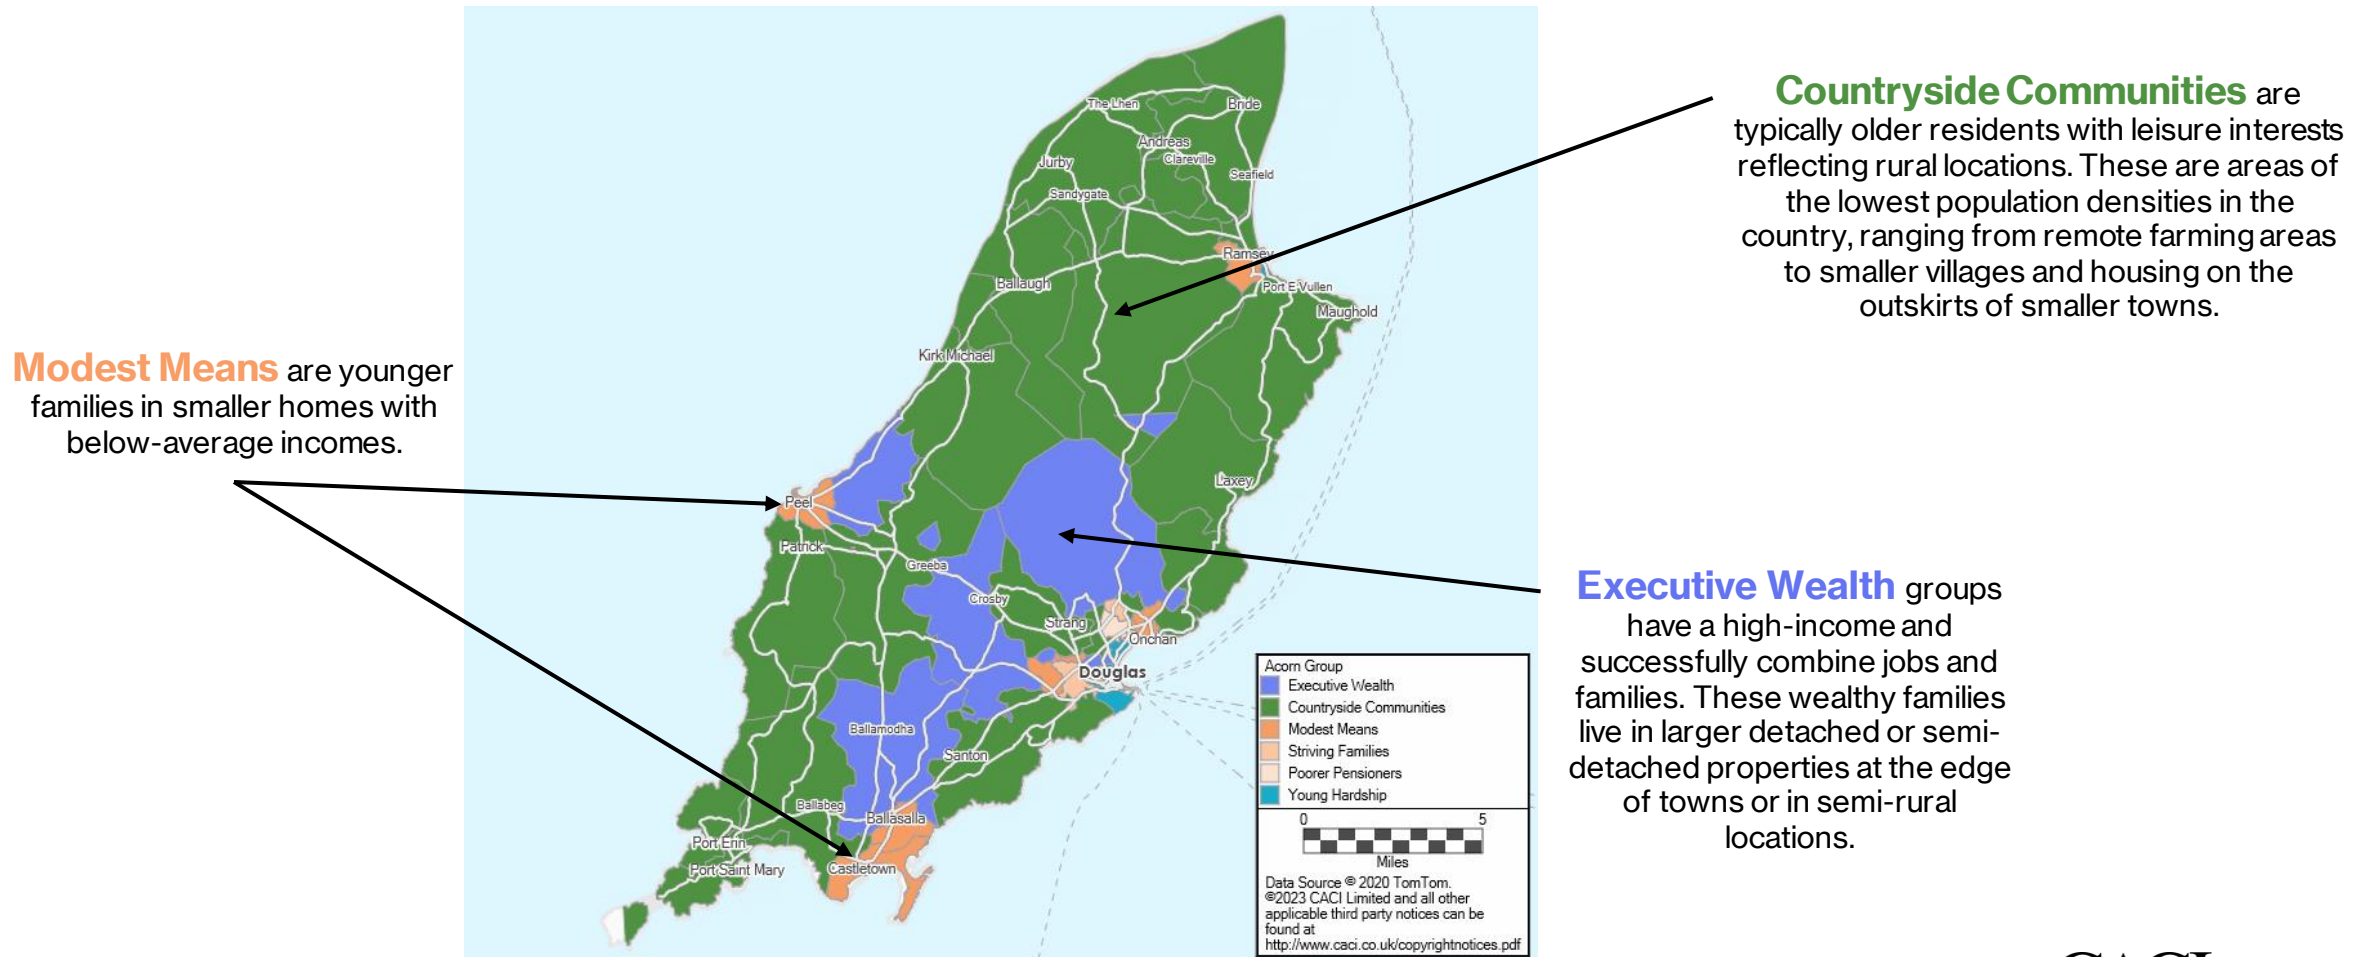 Modest Means are younger
families in smaller homes with
below-average incomes.
The Lhen
Bride
Andreas
Clareville
Jurby
Seafield
Sandygate
Ramsey
Ballaugh
Port E Vullen
Maughold
Kirk Michael
Laxey
Peel
Patrick
Greeba
Crosby
Strang
Onchan
Douglas
Ballamodha
Santon
Ballabeg
Ballasalla
Port Erin
Port Saint Mary
Castletown
Acorn Group
Executive Wealth
Countryside Communities
Modest Means
Striving Families
Poorer Pensioners
Young Hardship
0 5
Miles
Data Source © 2020 TomTom.
©2023 CACI Limited and all other
applicable third party notices can be
found at
http://www.caci.co.uk/copyrightnotices.pdf
Countryside Communities are
typically older residents with leisure interests
reflecting rural locations. These are areas of
the lowest population densities in the
country, ranging from remote farming areas
to smaller villages and housing on the
outskirts of smaller towns.
Executive Wealth groups
have a high-income and
successfully combine jobs and
families. These wealthy families
live in larger detached or semi-
detached properties at the edge
of towns or in semi-rural
locations.